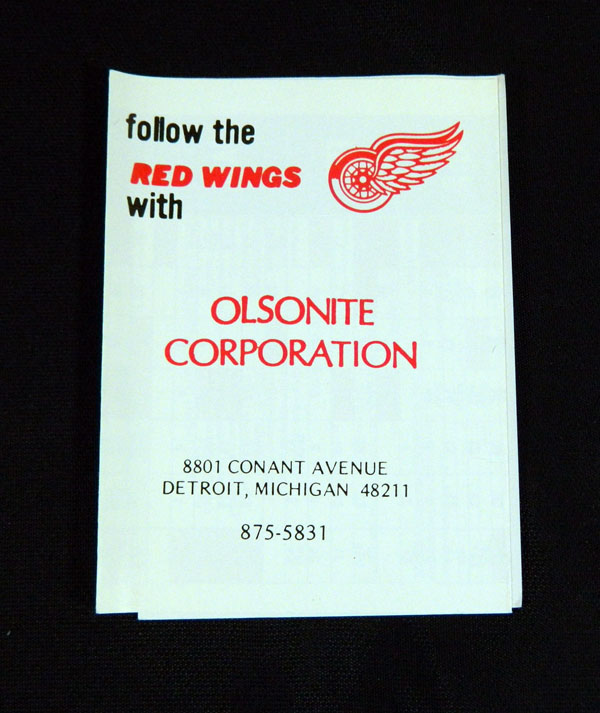 follow the
RED WINGS
with
OLSONITE
CORPORATION
8801 CONANT AVENUE
DETROIT, MICHIGAN 48211
875-5831